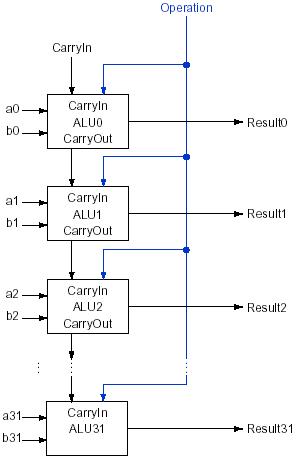 Operation
CarryIn
a0
b0
CarryIn
ALU0
CarryOut
Result0
a1
b1
CarryIn
ALU1
CarryOut
Result1
a2
b2
CarryIn
ALU2
CarryOut
Result2
a31
b31
CarryIn
ALU31
Result31